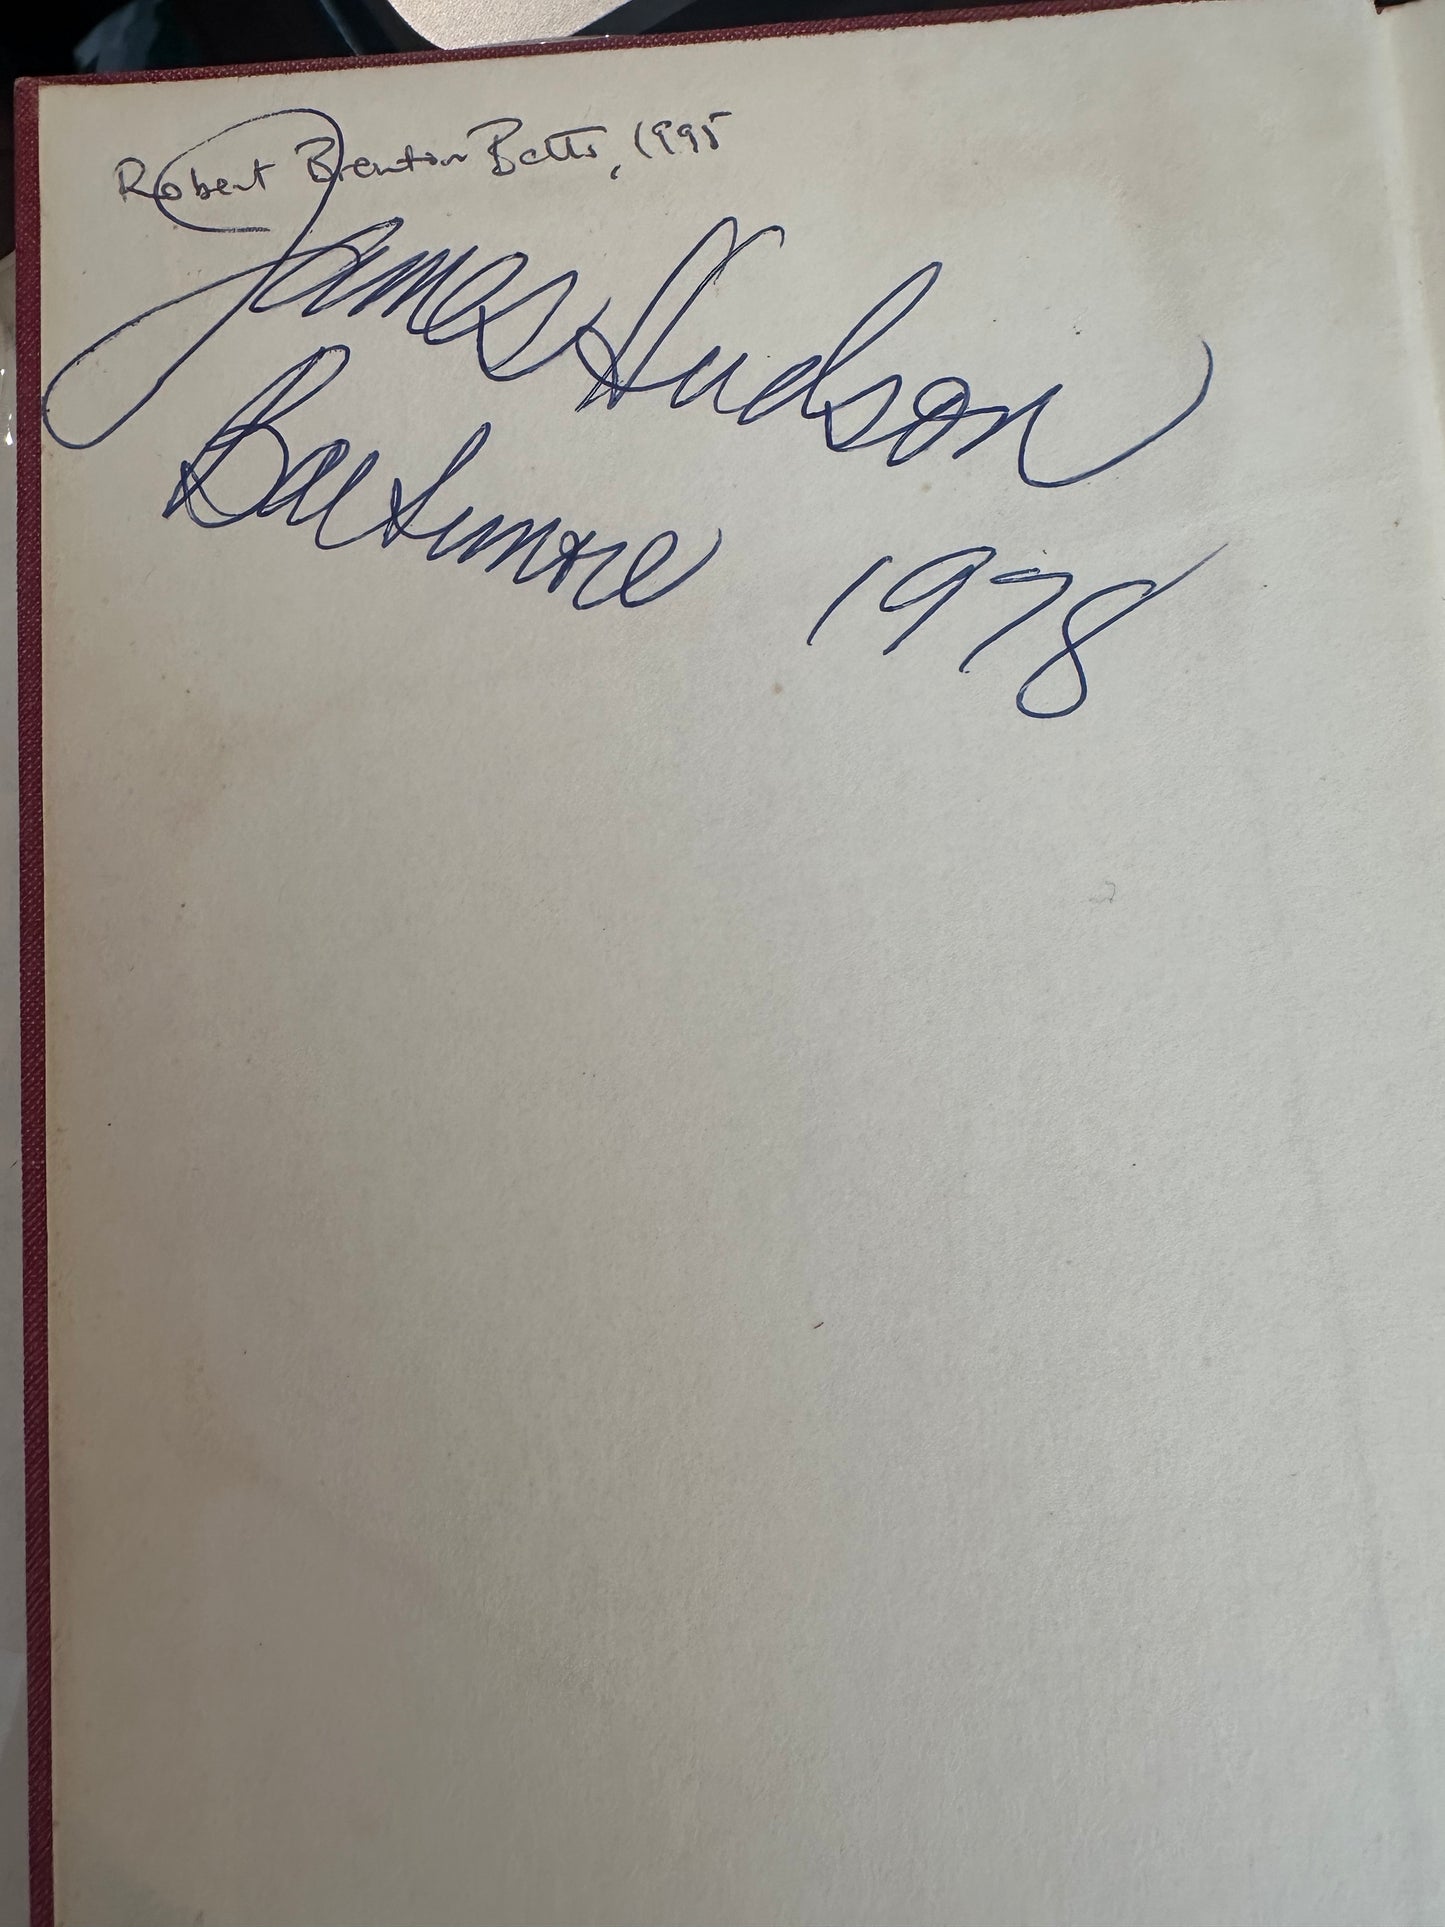 Robert Brenton Betts, 1995
James Hudson
Baltimore 1978